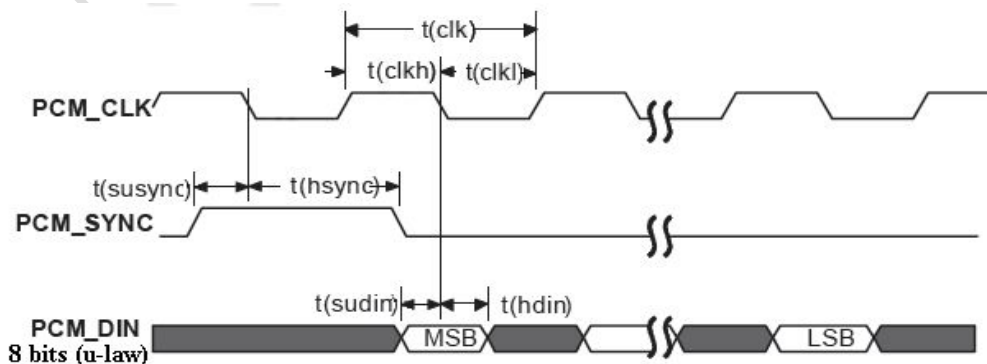 t(clk)
t(clkh) t(clkl)
PCM_CLK
t(susync) t(hsync)
PCM_SYNC
t(sudin) t(hdin)
PCM_DIN MSB LSB
8 bits (u-law)